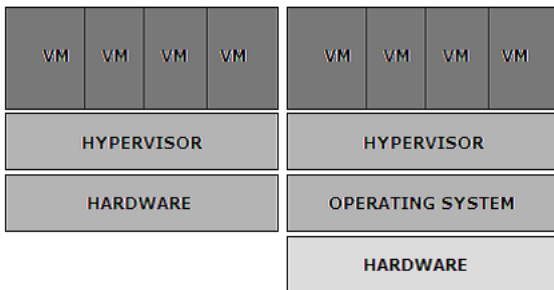 VM VM VM VM
HYPERVISOR
HARDWARE
VM VM VM VM
HYPERVISOR
OPERATING SYSTEM
HARDWARE